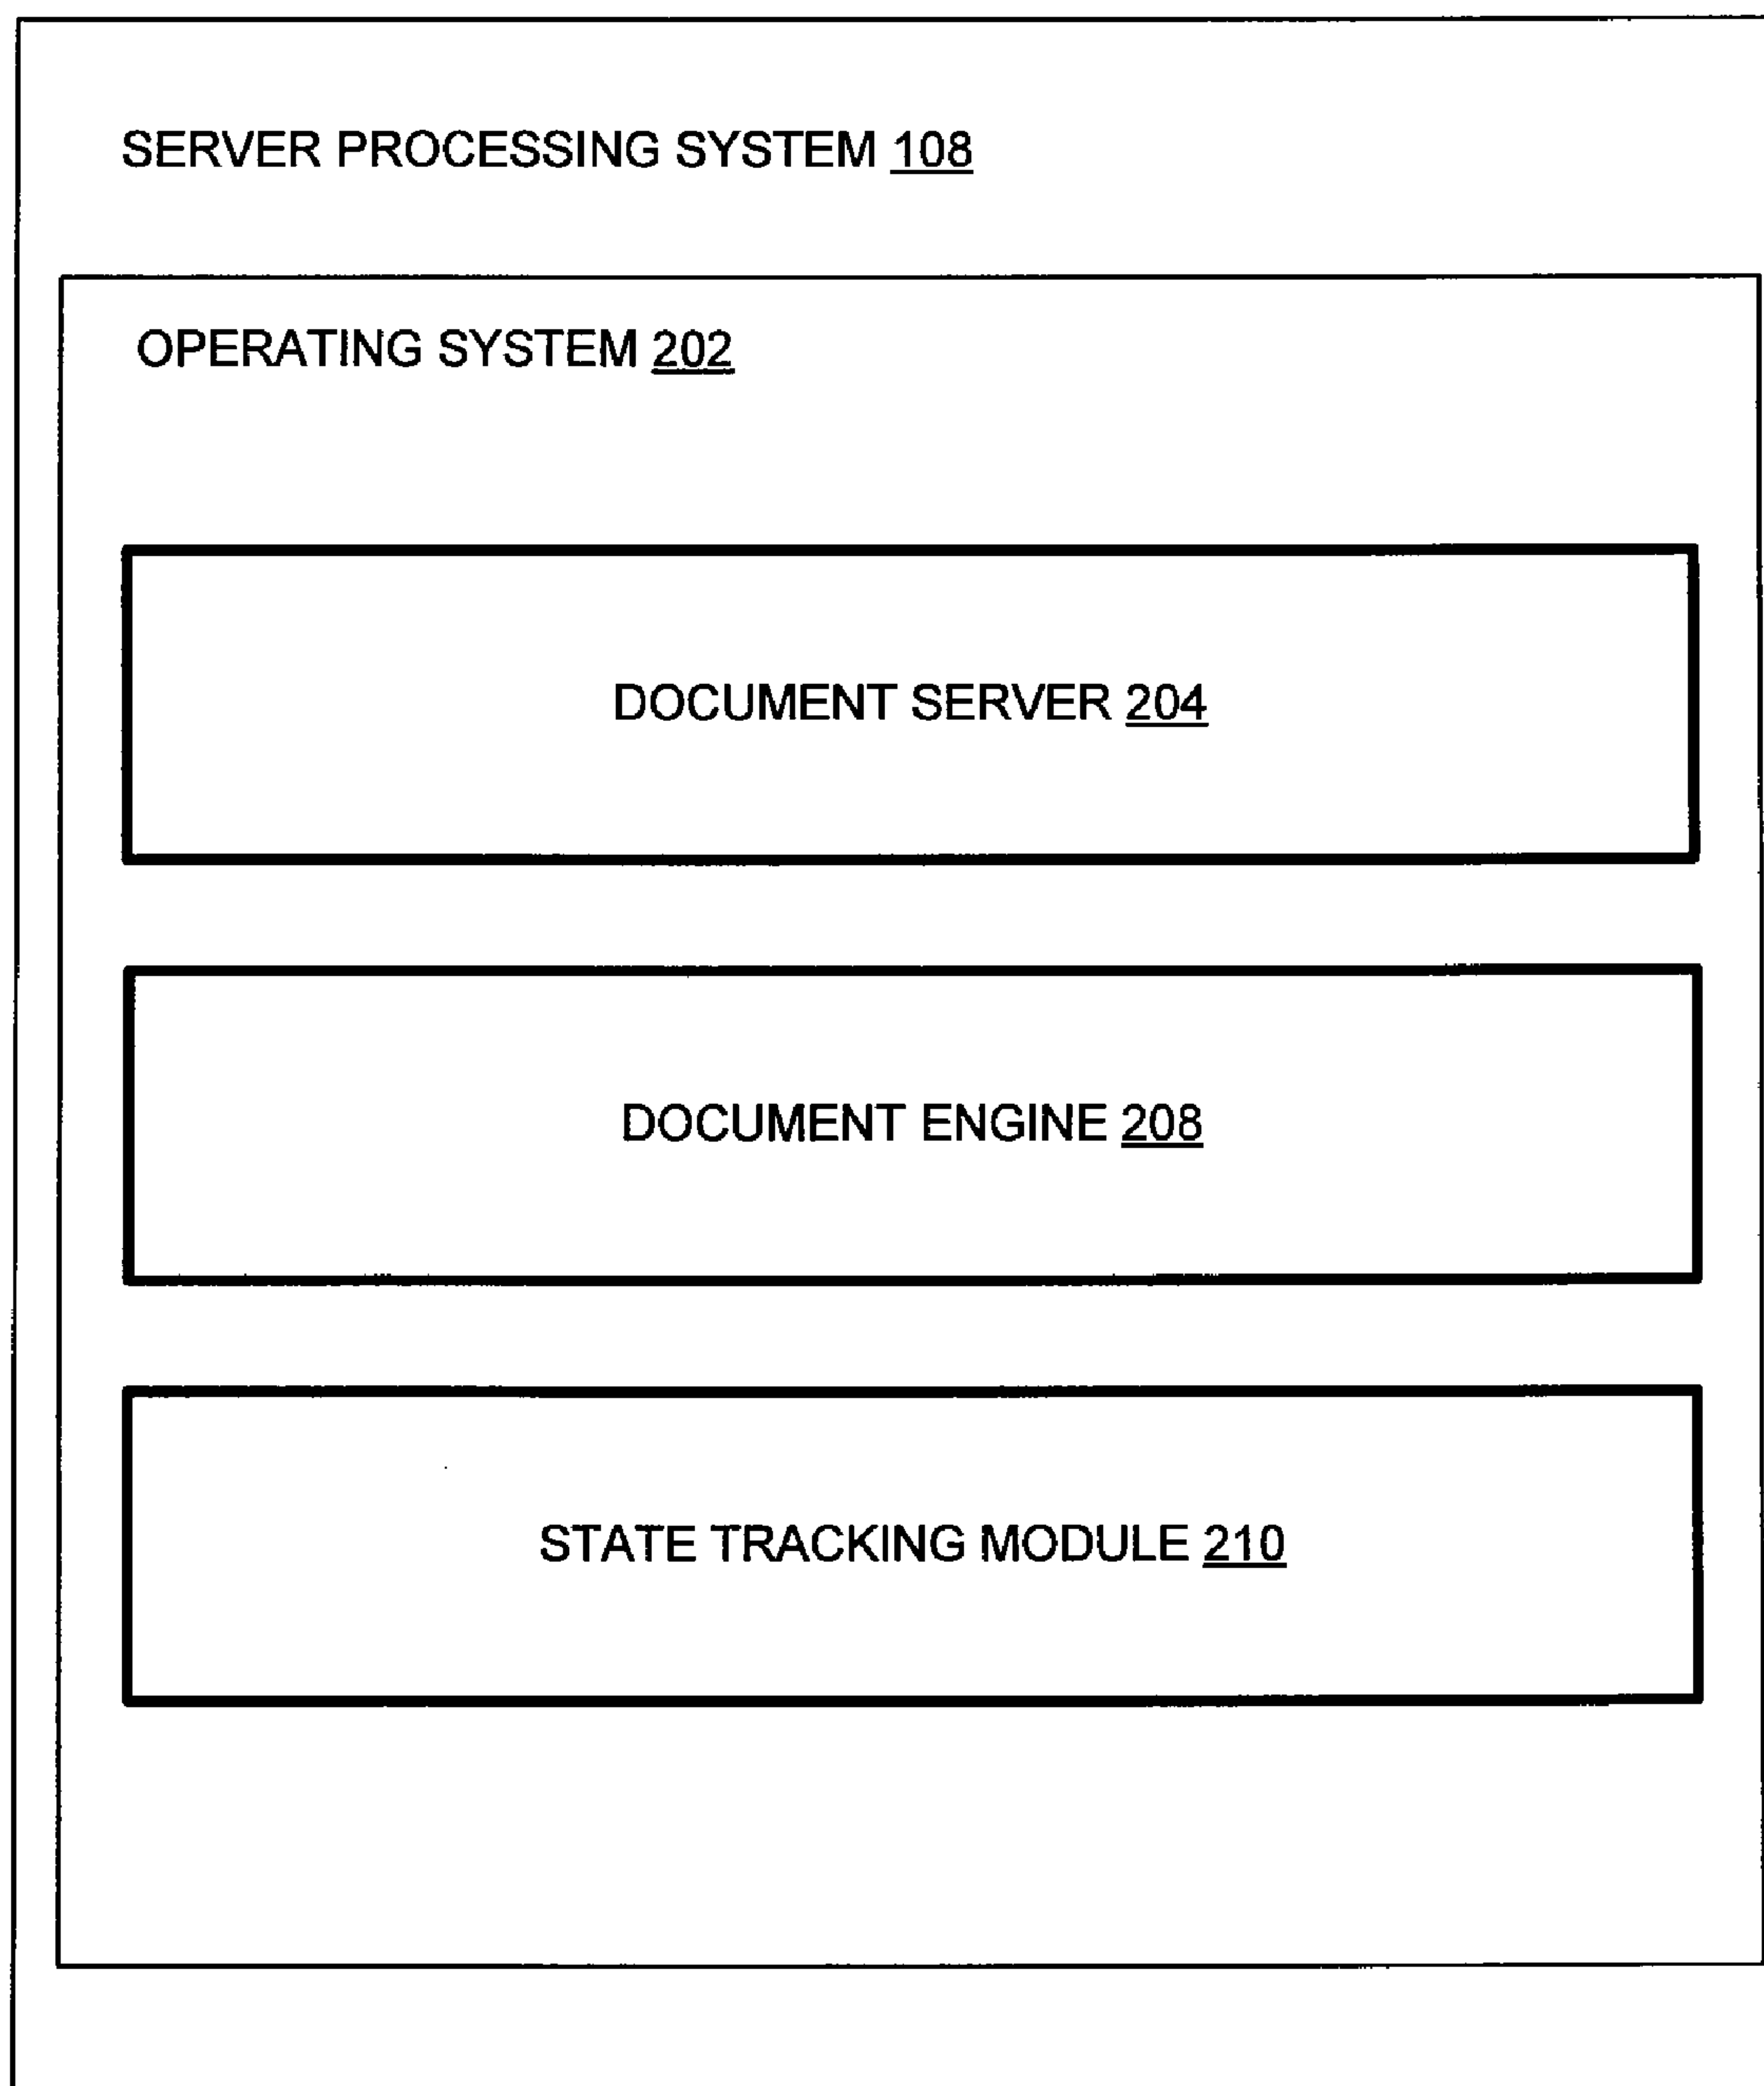 SERVER PROCESSING SYSTEM 108
OPERATING SYSTEM 202
DOCUMENT SERVER 204
DOCUMENT ENGINE 208
STATE TRACKING MODULE 210